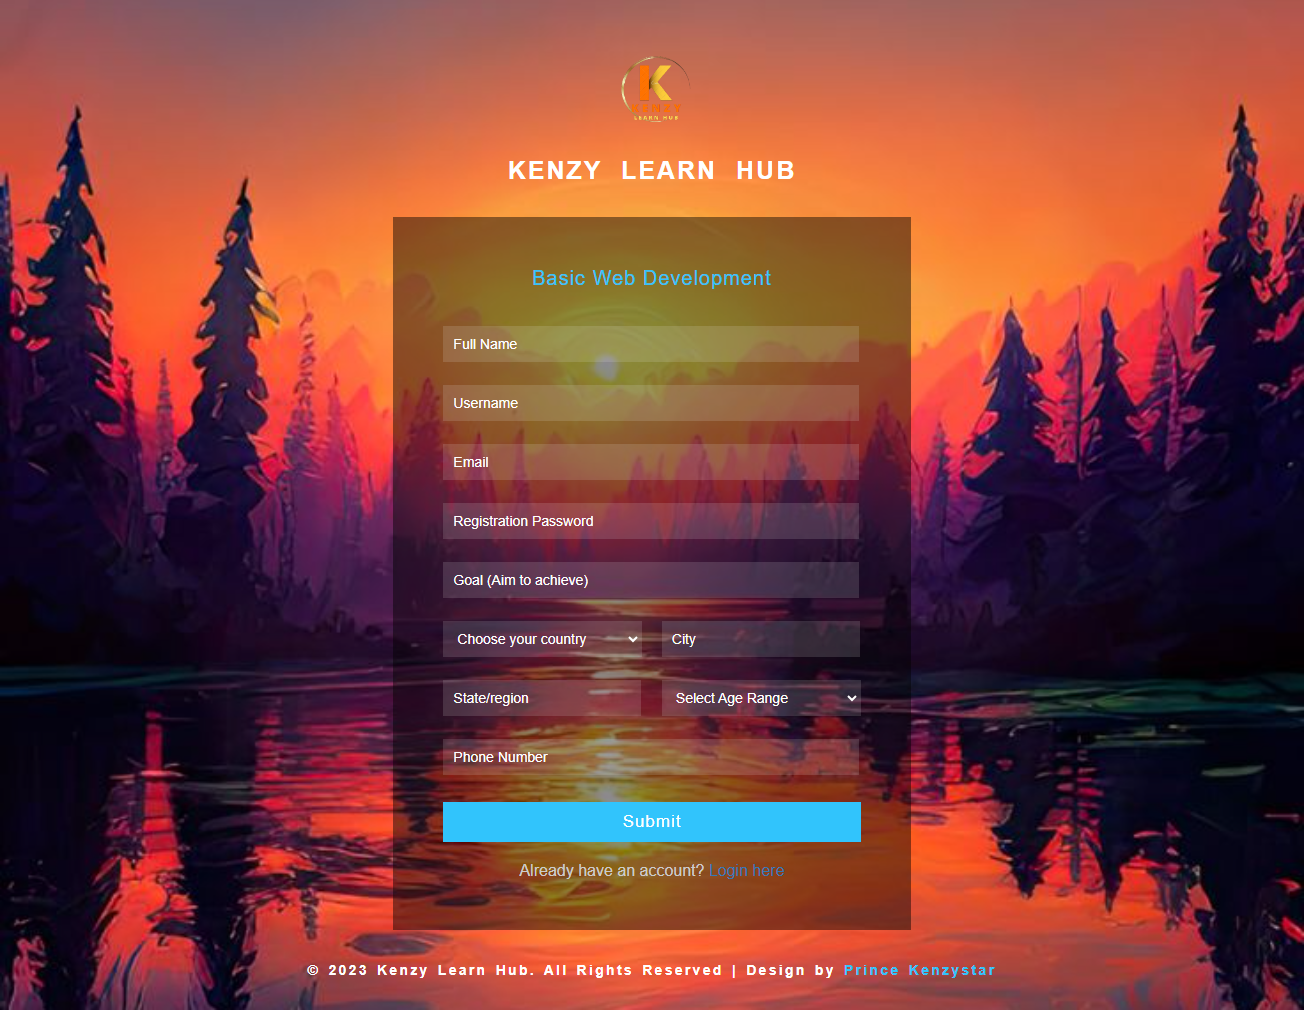 K
KENZY
LEARN HUB
KENZY LEARN HUB
Basic Web Development
Full Name
Username
Email
Registration Password
Goal (Aim to achieve)
Choose your country City
State/region Select Age Range
Phone Number
Submit
Already have an account? Login here
© 2023 Kenzy Learn Hub. All Rights Reserved | Design by Prince Kenzystar